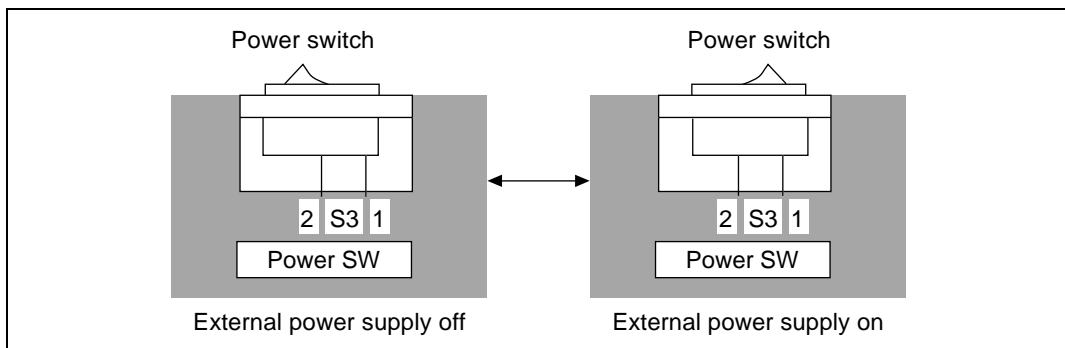 Power switch
Power switch
2 S3 1
2 S3 1
Power SW
Power SW
External power supply off
External power supply on